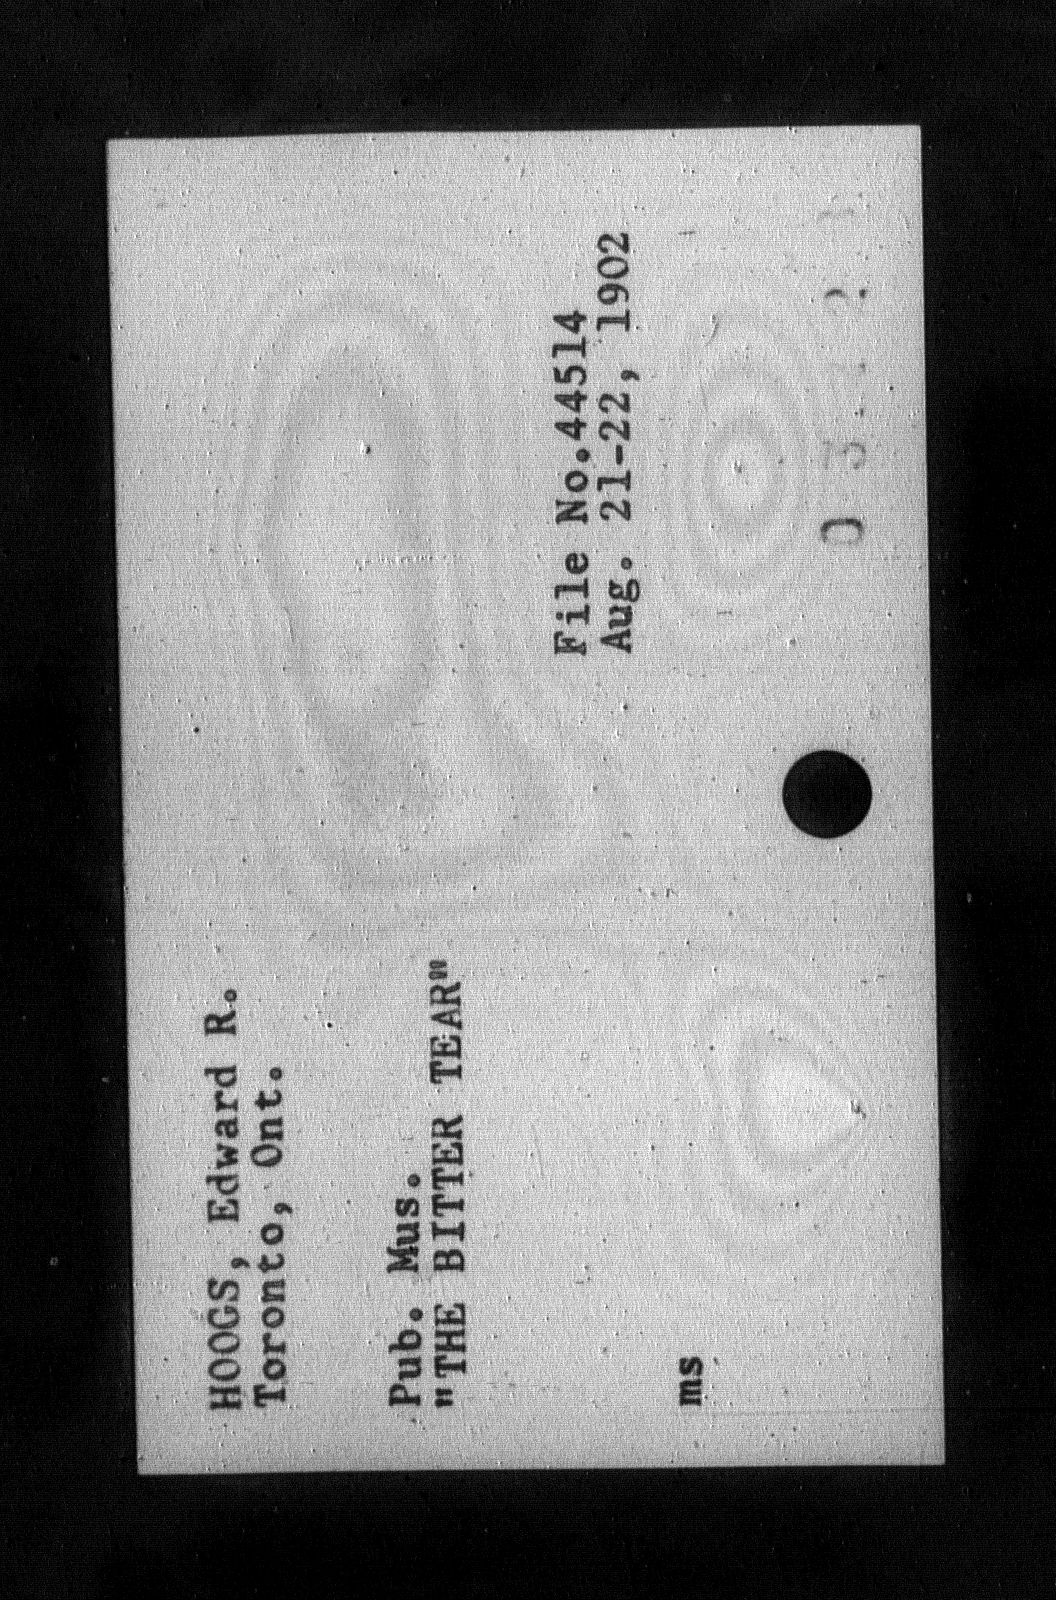 HOOGS, Edward R.
Toronto, Ont.
Pub. Mus.
"THE BITTER TEAR"
File No.44514
Aug. 21-22, 1902
ms